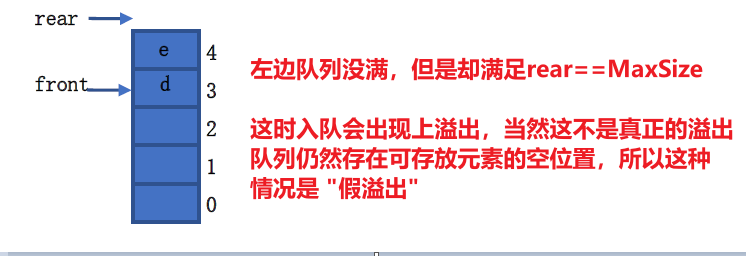 rear
e 4
左边队列没满，但是却满足rear==MaxSize
front d 3
2
这时入队会出现上溢出，当然这不是真正的溢出
队列仍然存在可存放元素的空位置，所以这种
1
情况是 "假溢出"
0